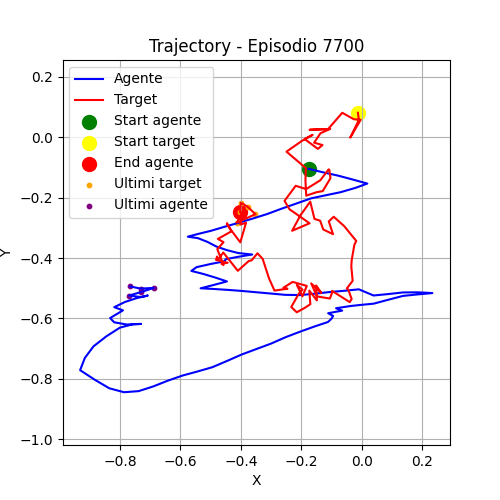 Trajectory - Episodio 7700
Agente
Target
Start agente
Start target
End agente
Ultimi target
Ultimi agente
0.2
0.0
−0.2
−0.4
−0.6
−0.8
−1.0
Y
−0.8
−0.6
−0.4
−0.2
0.0
0.2
X